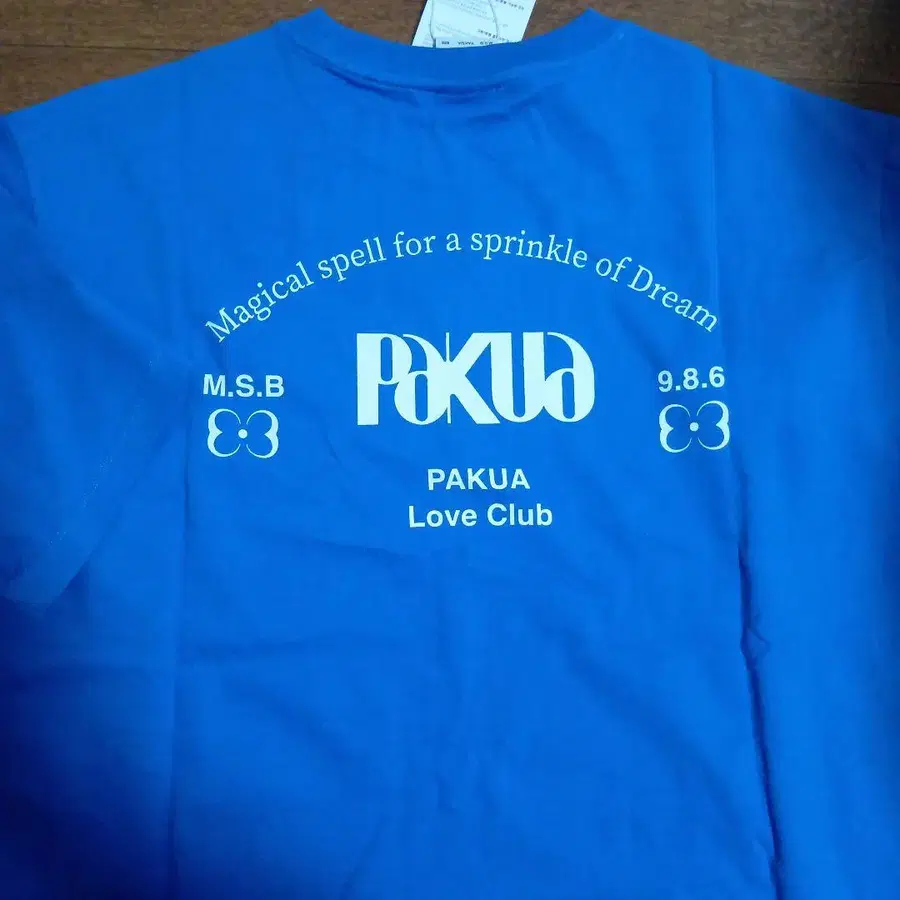 Magical spell for a sprinkle of Dream
PAKUA
M.S.B
9.8.6
PAKUA
Love Club